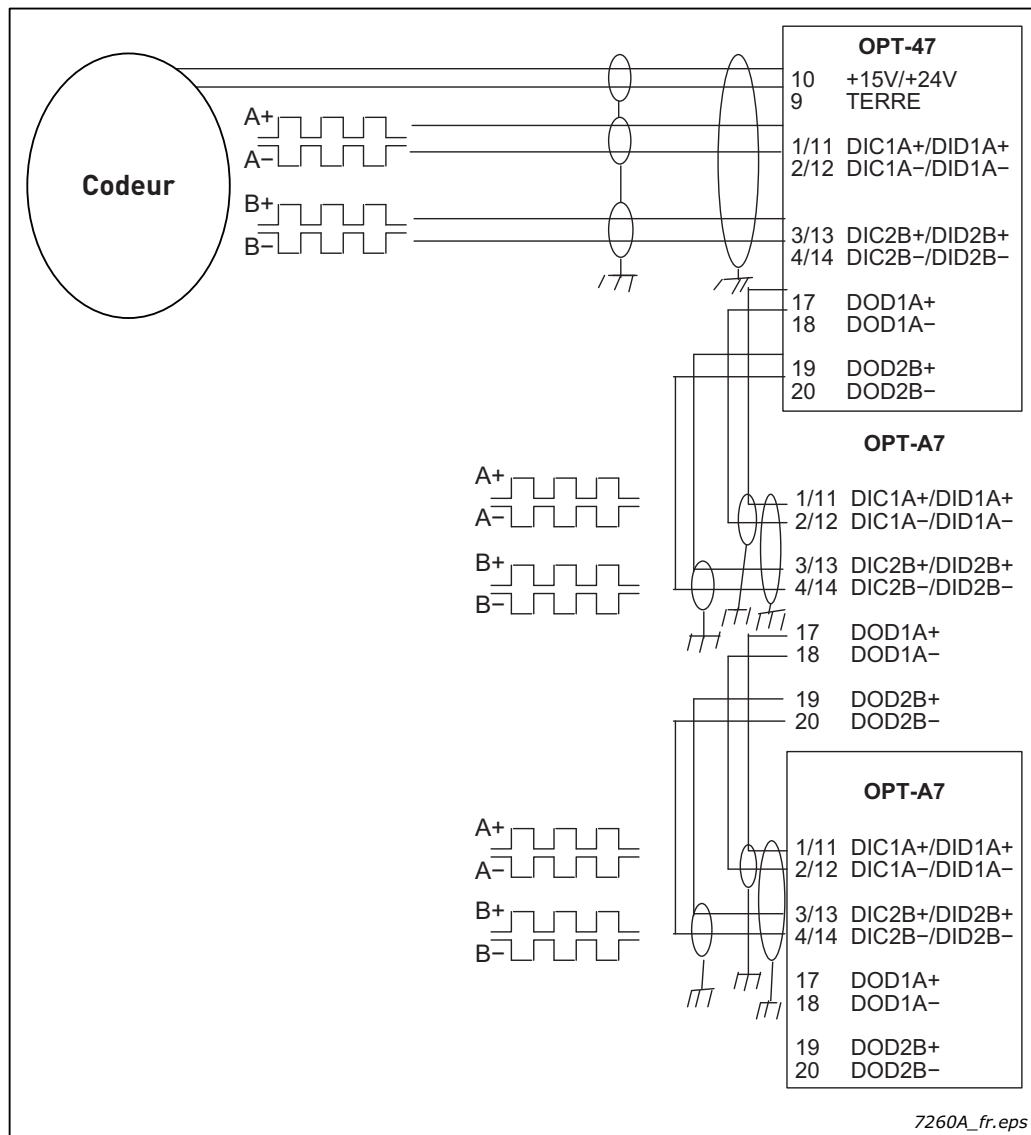 OPT-47
10 +15V/+24V
9 TERRE
A+
A−
1/11 DIC1A+/DID1A+
2/12 DIC1A−/DID1A−
Codeur
B+
B−
3/13 DIC2B+/DID2B+
4/14 DIC2B−/DID2B−
17 DOD1A+
18 DOD1A−
19 DOD2B+
20 DOD2B−
OPT-A7
A+
A−
1/11 DIC1A+/DID1A+
2/12 DIC1A−/DID1A−
B+
B−
3/13 DIC2B+/DID2B+
4/14 DIC2B−/DID2B−
17 DOD1A+
18 DOD1A−
19 DOD2B+
20 DOD2B−
OPT-A7
A+
A−
1/11 DIC1A+/DID1A+
2/12 DIC1A−/DID1A−
B+
B−
3/13 DIC2B+/DID2B+
4/14 DIC2B−/DID2B−
17 DOD1A+
18 DOD1A−
19 DOD2B+
20 DOD2B−
7260A_fr.eps